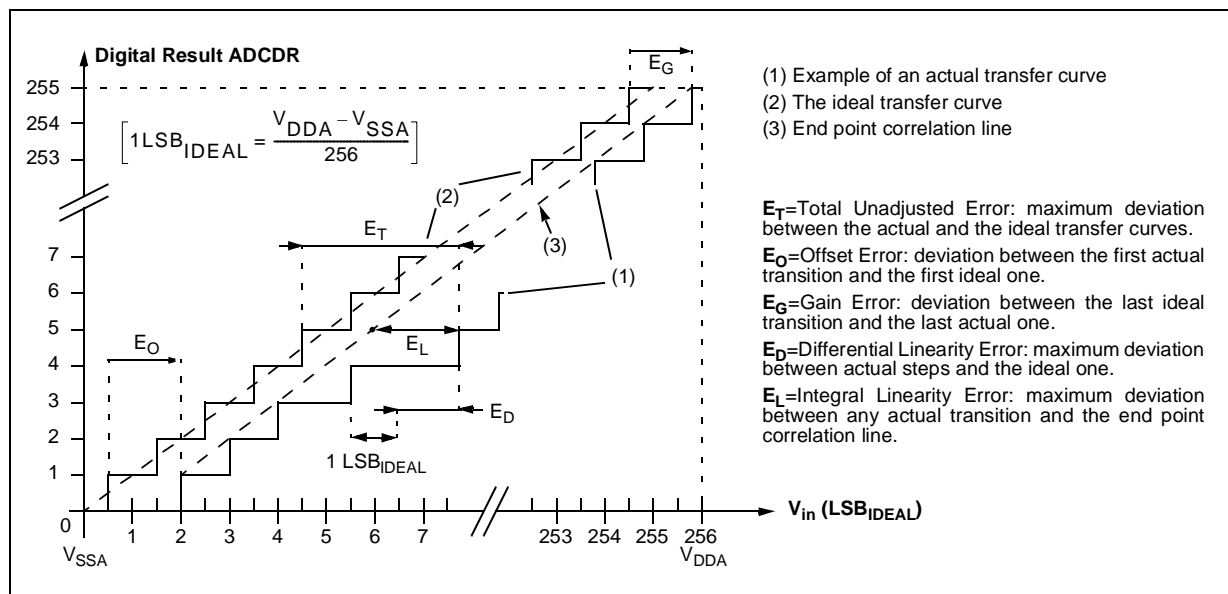 Digital Result ADCDR
E_G
255
254
253
[1LSB_IDEAL = (V_DDA – V_SSA) / 256]
(2)
E_T
(3)
7
6
(1)
5
E_O
E_L
4
3
E_D
2
1 LSB_IDEAL
1
0
1 2 3 4 5 6 7 253 254 255 256
V_in (LSB_IDEAL)
V_SSA
V_DDA
(1) Example of an actual transfer curve
(2) The ideal transfer curve
(3) End point correlation line
E_T=Total Unadjusted Error: maximum deviation
between the actual and the ideal transfer curves.
E_O=Offset Error: deviation between the first actual
transition and the first ideal one.
E_G=Gain Error: deviation between the last ideal
transition and the last actual one.
E_D=Differential Linearity Error: maximum deviation
between actual steps and the ideal one.
E_L=Integral Linearity Error: maximum deviation
between any actual transition and the end point
correlation line.